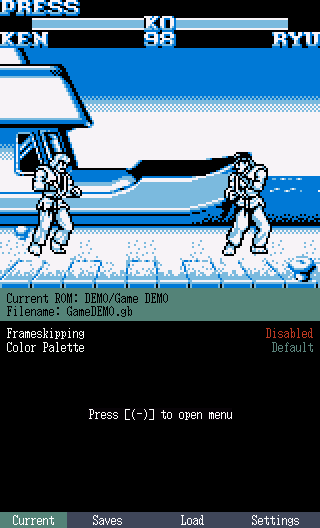 PRESS
KO
KEN 98 RYU
Current ROM: DEMO/Game DEMO
Filename: GameDEMO.gb
Frameskipping Disabled
Color Palette Default
Press [(-)] to open menu
Current Saves Load Settings